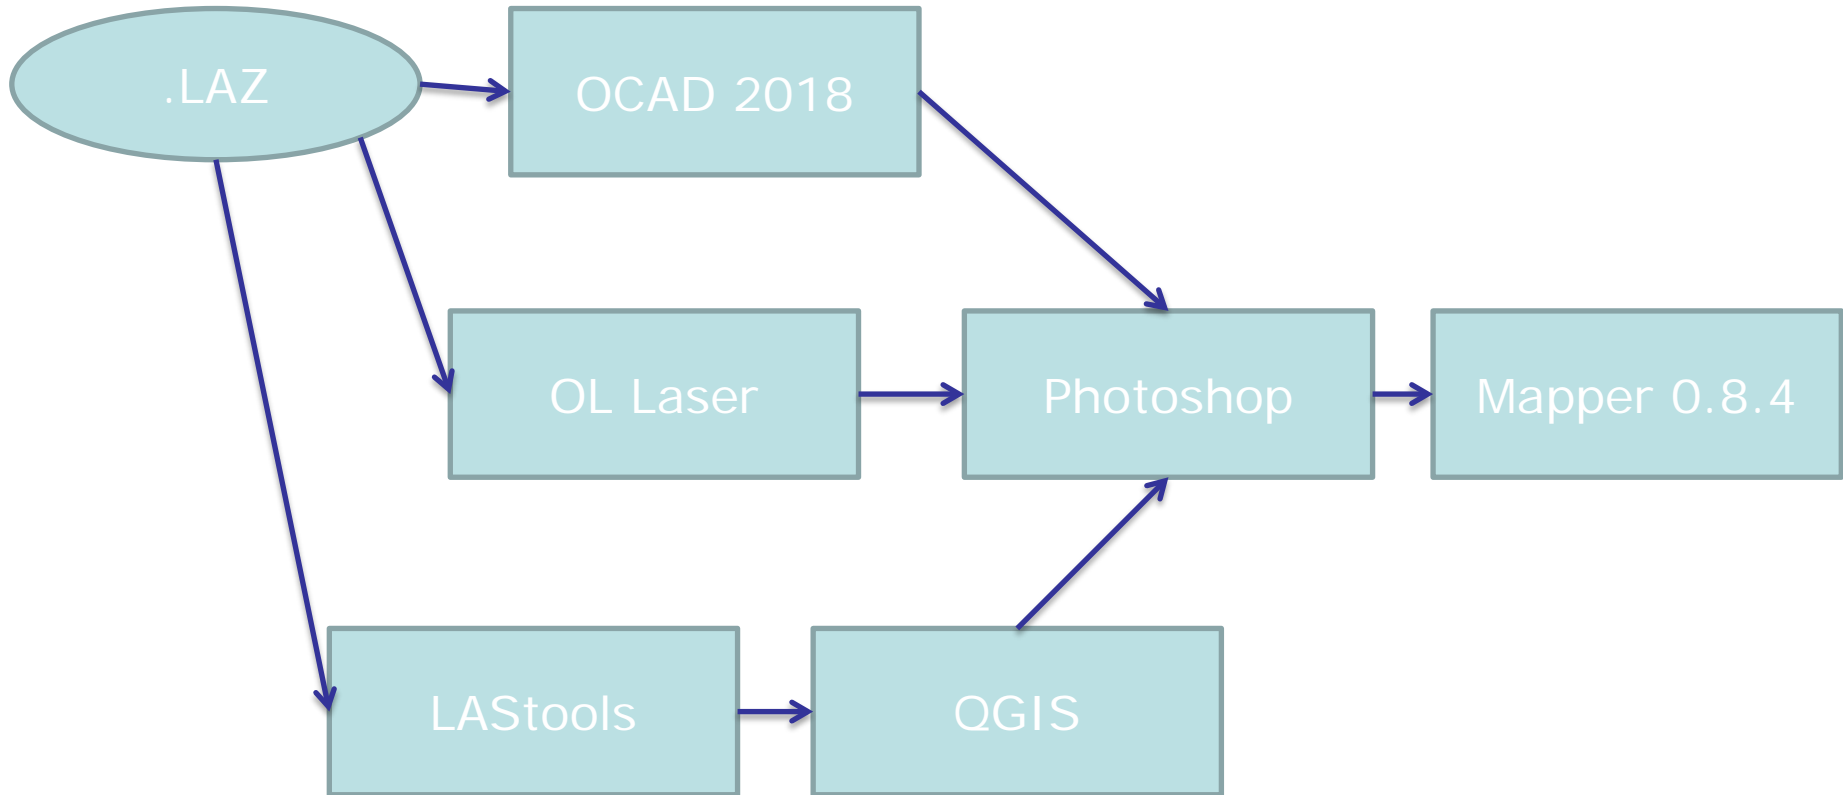 .LAZ
OCAD 2018
OL Laser
Photoshop
Mapper 0.8.4
LAStools
QGIS